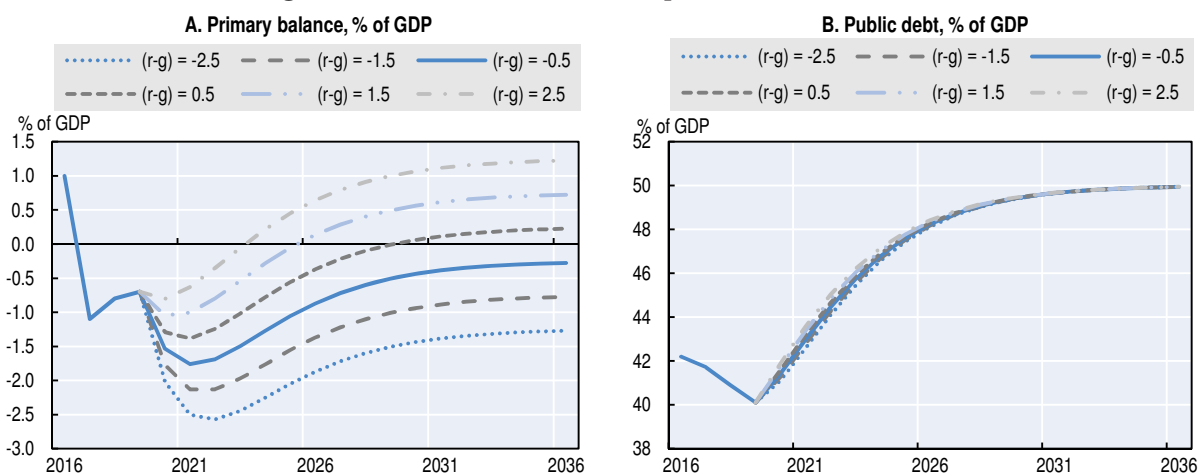 A. Primary balance, % of GDP
(r-g) = -2.5 (r-g) = -1.5 (r-g) = -0.5
(r-g) = 0.5 (r-g) = 1.5 (r-g) = 2.5
% of GDP
1.5
1.0
0.5
0.0
-0.5
-1.0
-1.5
-2.0
-2.5
-3.0
2016 2021 2026 2031 2036
B. Public debt, % of GDP
(r-g) = -2.5 (r-g) = -1.5 (r-g) = -0.5
(r-g) = 0.5 (r-g) = 1.5 (r-g) = 2.5
% of GDP
52
50
48
46
44
42
40
38
2016 2021 2026 2031 2036